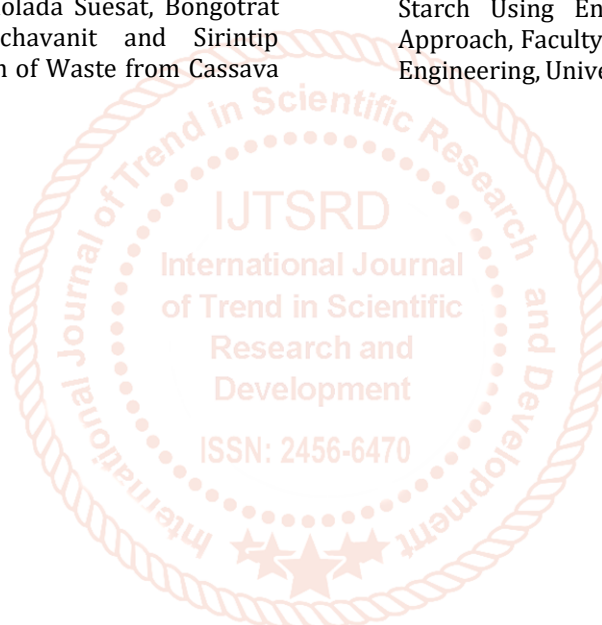 olada Suesat, Bongotrat
chavanit and Sirintip
n of Waste from Cassava
Starch Using En
Approach, Faculty
Engineering, Unive
International Journal of Trend in Scientific Research and Development
IJTSRD
International Journal
of Trend in Scientific
Research and
Development
ISSN: 2456-6470